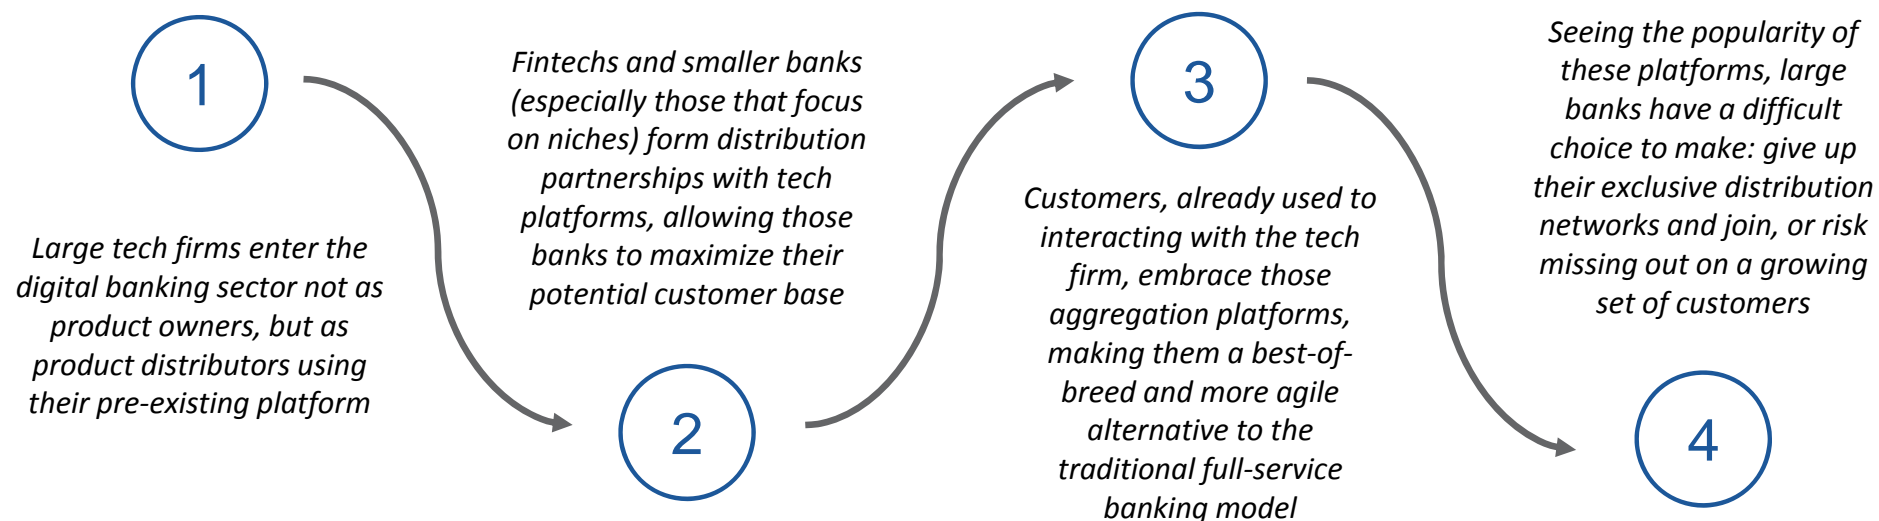 1
Large tech firms enter the
digital banking sector not as
product owners, but as
product distributors using
their pre-existing platform
Fintechs and smaller banks
(especially those that focus
on niches) form distribution
partnerships with tech
platforms, allowing those
banks to maximize their
potential customer base
2
3
Customers, already used to
interacting with the tech
firm, embrace those
aggregation platforms,
making them a best-of-
breed and more agile
alternative to the
traditional full-service
banking model
Seeing the popularity of
these platforms, large
banks have a difficult
choice to make: give up
their exclusive distribution
networks and join, or risk
missing out on a growing
set of customers
4